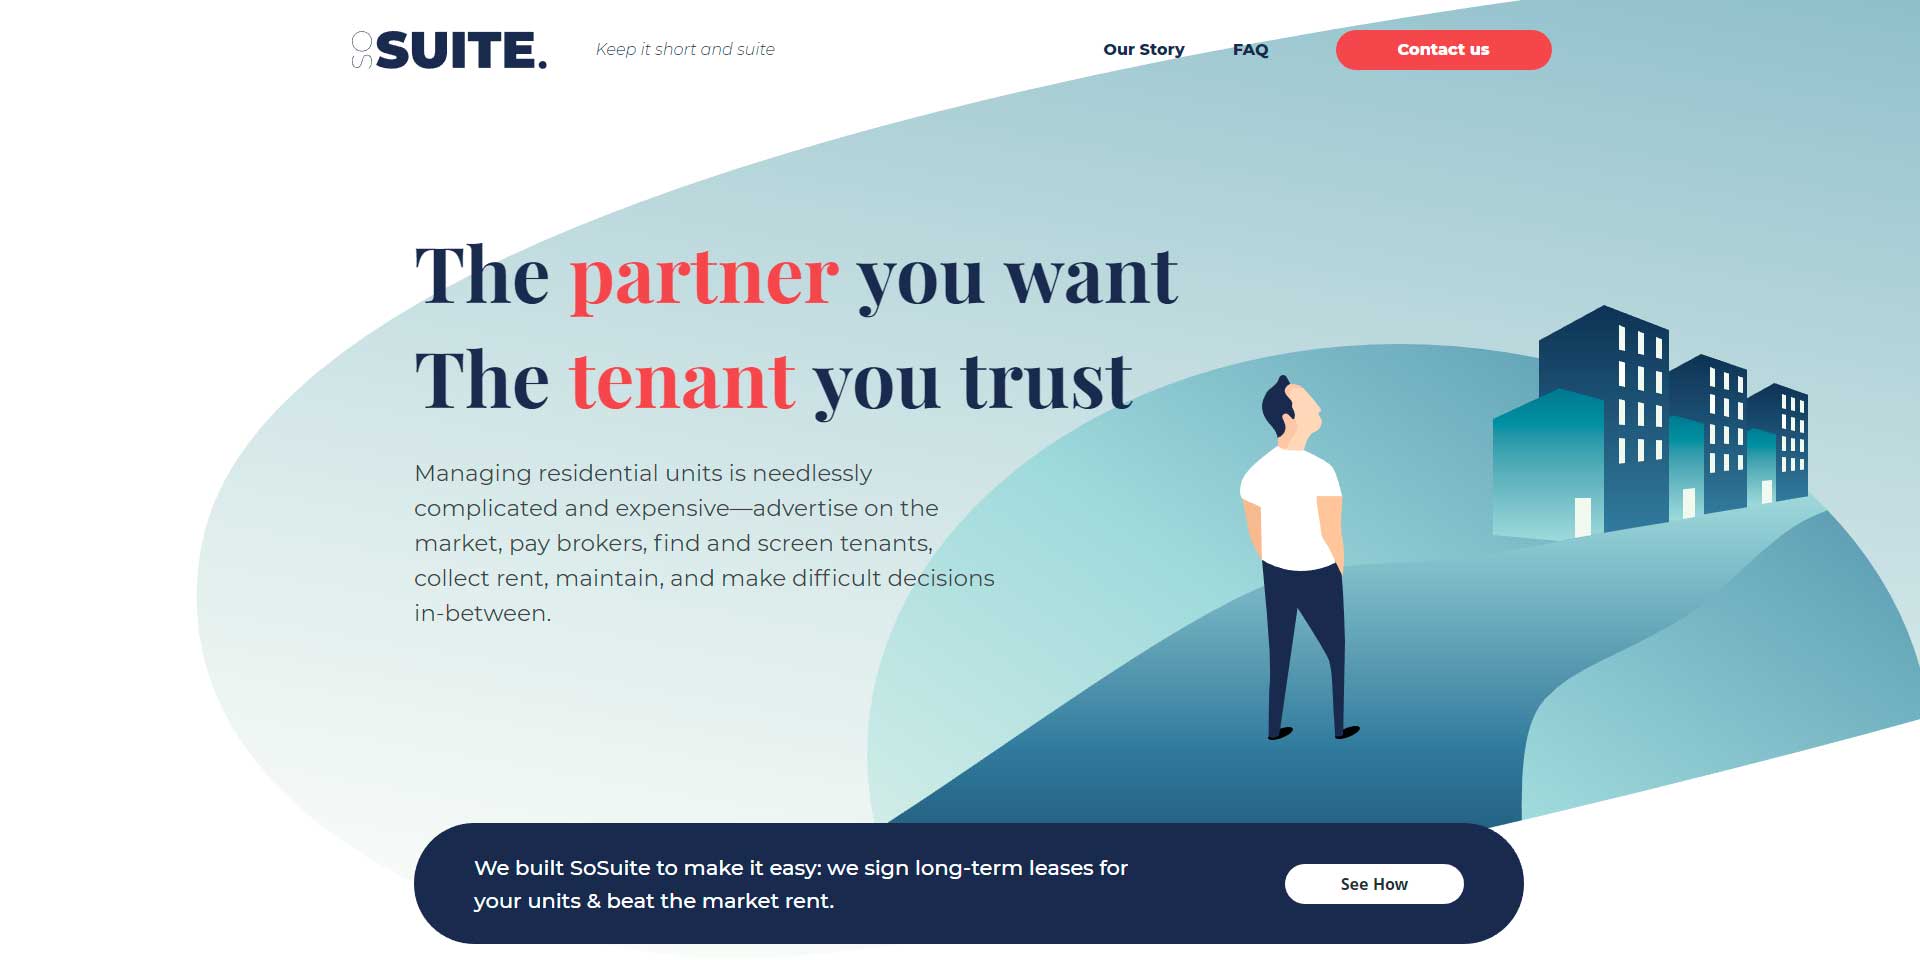 SO SUITE.
Keep it short and suite
Our Story
FAQ
Contact us
The partner you want
The tenant you trust
Managing residential units is needlessly
complicated and expensive—advertise on the
market, pay brokers, find and screen tenants,
collect rent, maintain, and make difficult decisions
in-between.
We built SoSuite to make it easy: we sign long-term leases for
your units & beat the market rent.
See How